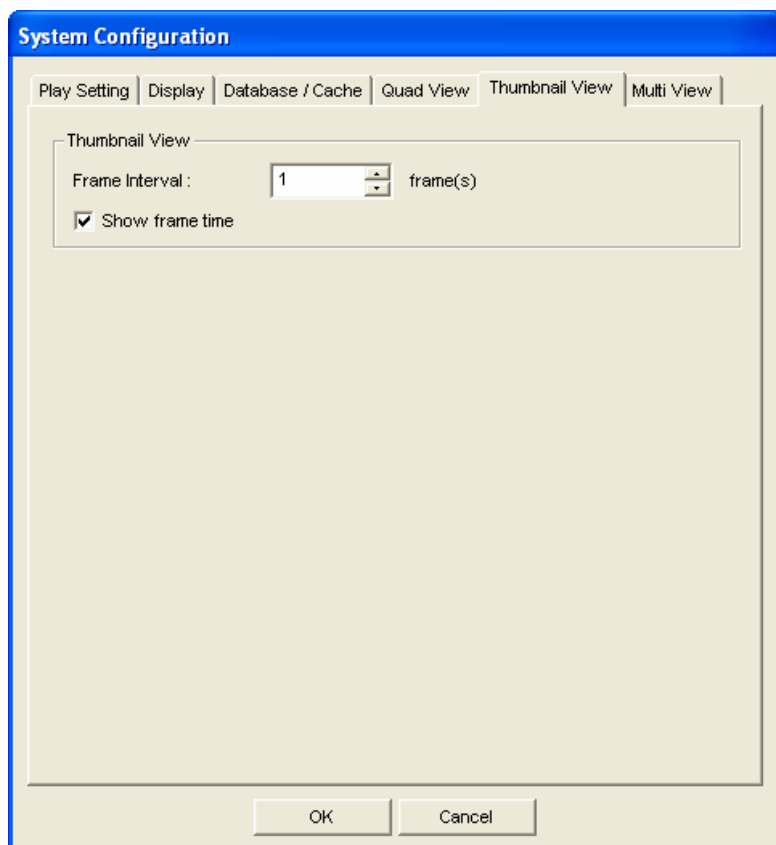 System Configuration
Play Setting Display Database / Cache Quad View Thumbnail View Multi View
Thumbnail View
Frame Interval : 1 frame(s)
Show frame time
OK Cancel